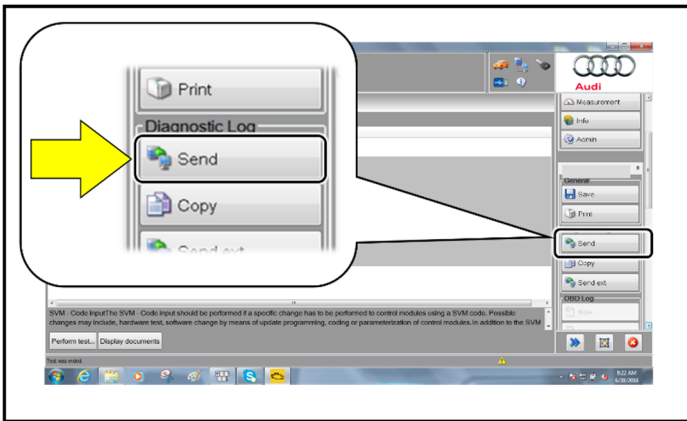 Print
Diagnostic Log
Send
Copy
Send ext
Audi
Measurement
Info
Admin
General
Save
Print
Send
Copy
Send ext
OBD Log
SVM - Code inputThe SVM - Code input should be performed if a specific change has to be performed to control modules using a SVM code. Possible
changes may include, hardware test, software change by means of update programming, coding or parameterization of control modules.in addition to the SVM
Perform test... Display documents
Test was ended.
9:22 AM
6/28/2018